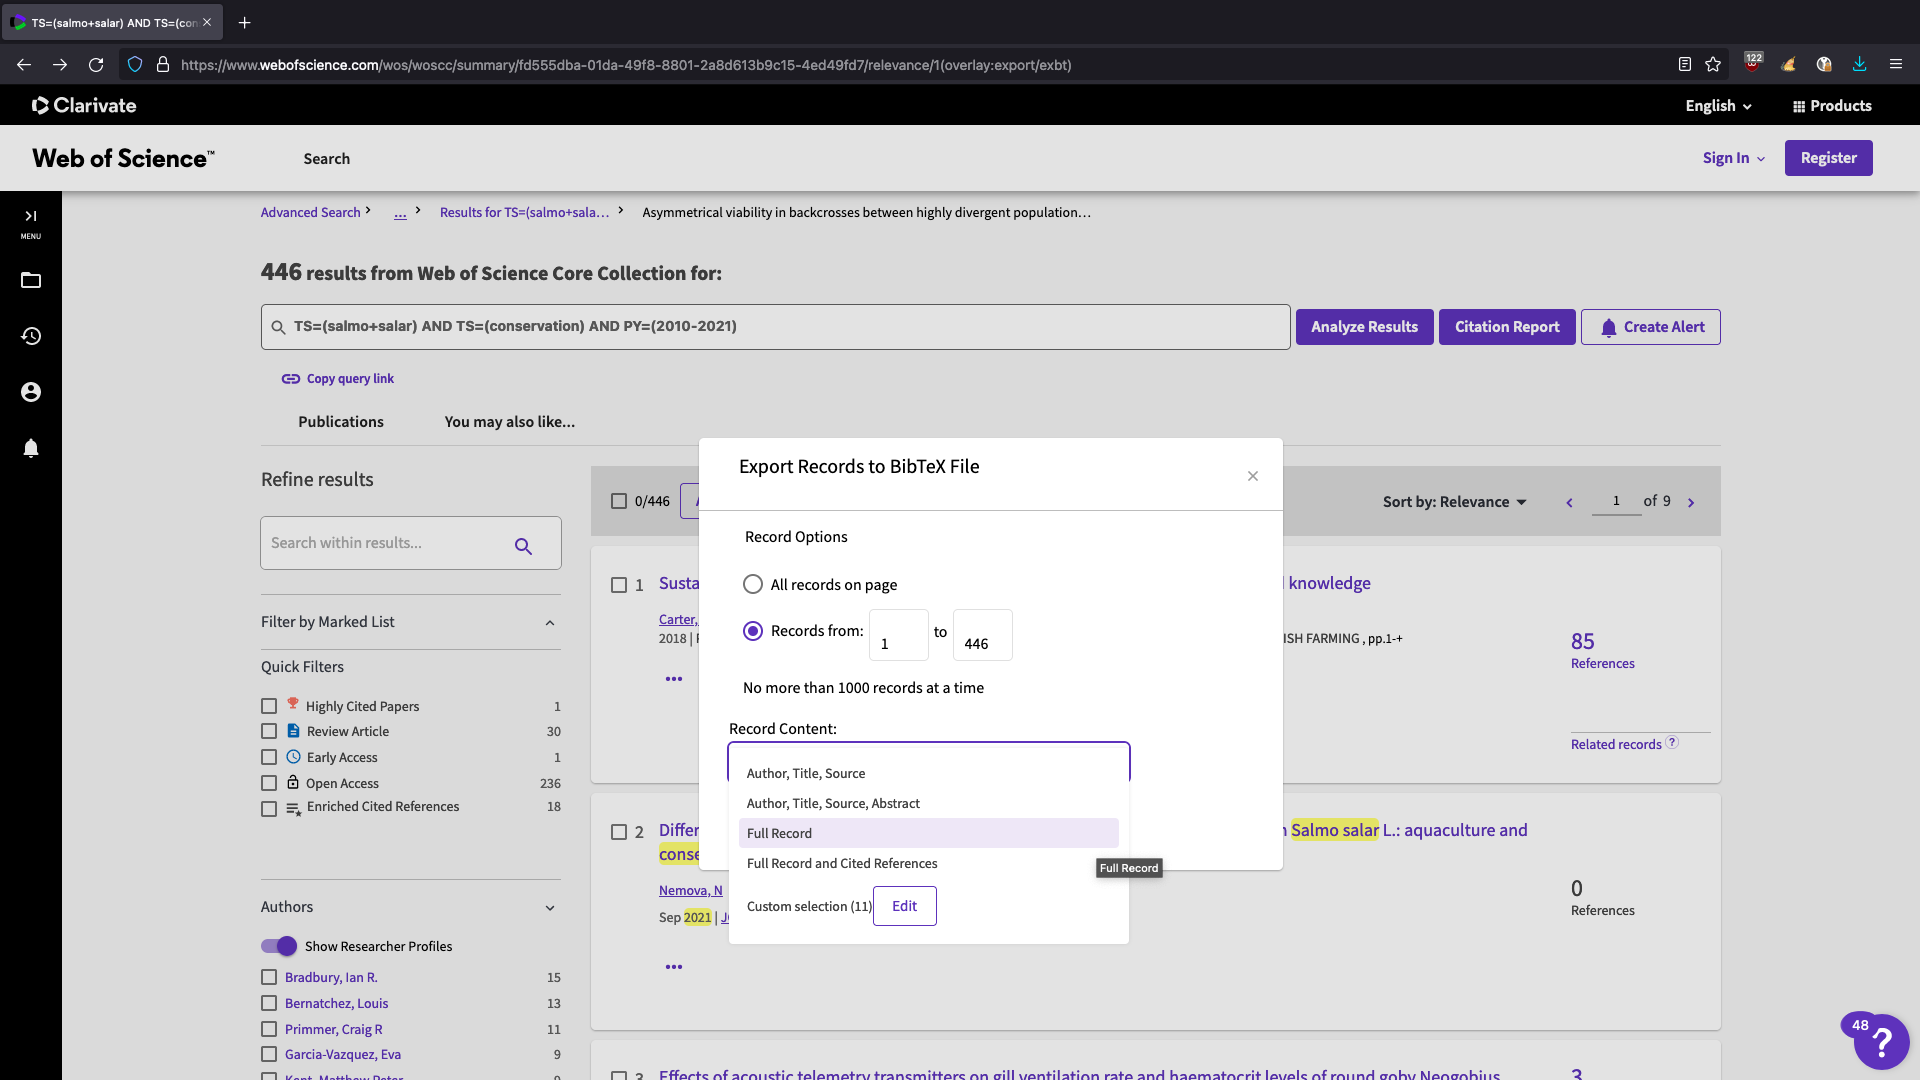 TS=(salmo+salar) AND TS=(con
122
https://www.webofscience.com/wos/woscc/summary/fd555dba-01da-49f8-8801-2a8d613b9c15-4ed49fd7/relevance/1(overlay:export/exbt)
Clarivate
English
Products
Web of Science™
Search
Sign In
Register
MENU
Advanced Search
...
Results for TS=(salmo+sala...
Asymmetrical viability in backcrosses between highly divergent population...
446 results from Web of Science Core Collection for:
TS=(salmo+salar) AND TS=(conservation) AND PY=(2010-2021)
Analyze Results
Citation Report
Create Alert
Copy query link
Publications
You may also like...
Refine results
Search within results...
Filter by Marked List
Quick Filters
Highly Cited Papers 1
Review Article 30
Early Access 1
Open Access 236
Enriched Cited References 18
Authors
Show Researcher Profiles
Bradbury, Ian R. 15
Bernatchez, Louis 13
Primmer, Craig R 11
Garcia-Vazquez, Eva 9
0/446
Sort by: Relevance
1 of 9
Export Records to BibTeX File
Record Options
All records on page
Records from: 1 to 446
No more than 1000 records at a time
Record Content:
Author, Title, Source
Author, Title, Source, Abstract
Full Record
Full Record and Cited References
Full Record
Custom selection (11)
Edit
1 Susta
knowledge
Carter,
2018 |
ISH FARMING , pp.1-+
85
References
Related records
2 Differ
Salmo salar L.: aquaculture and
conse
Nemova, N
Sep 2021 |
0
References
3 Effects of acoustic telemetry transmitters on gill ventilation rate and haematocrit levels of round goby Neogobius
3
48
?